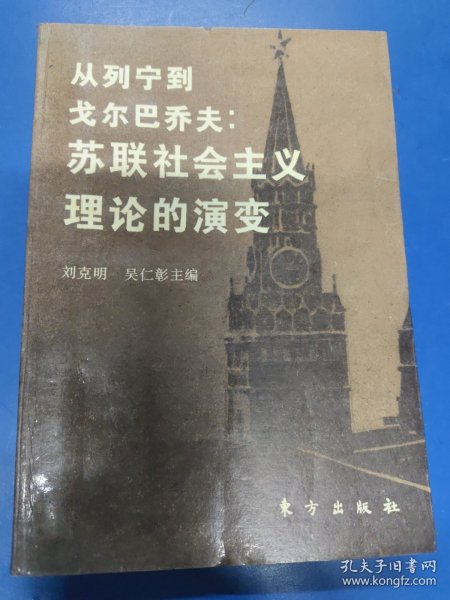 从列宁到
戈尔巴乔夫:
苏联社会主义
理论的演变
刘克明 吴仁彰主编
东方出版社
孔夫子旧书网
www.kongfz.com